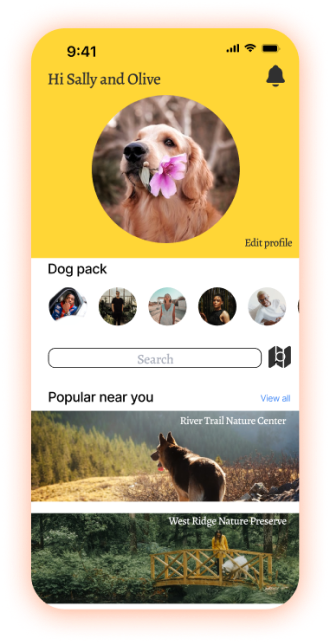 9:41
Hi Sally and Olive
Edit profile
Dog pack
Search
Popular near you
View all
River Trail Nature Center
West Ridge Nature Preserve